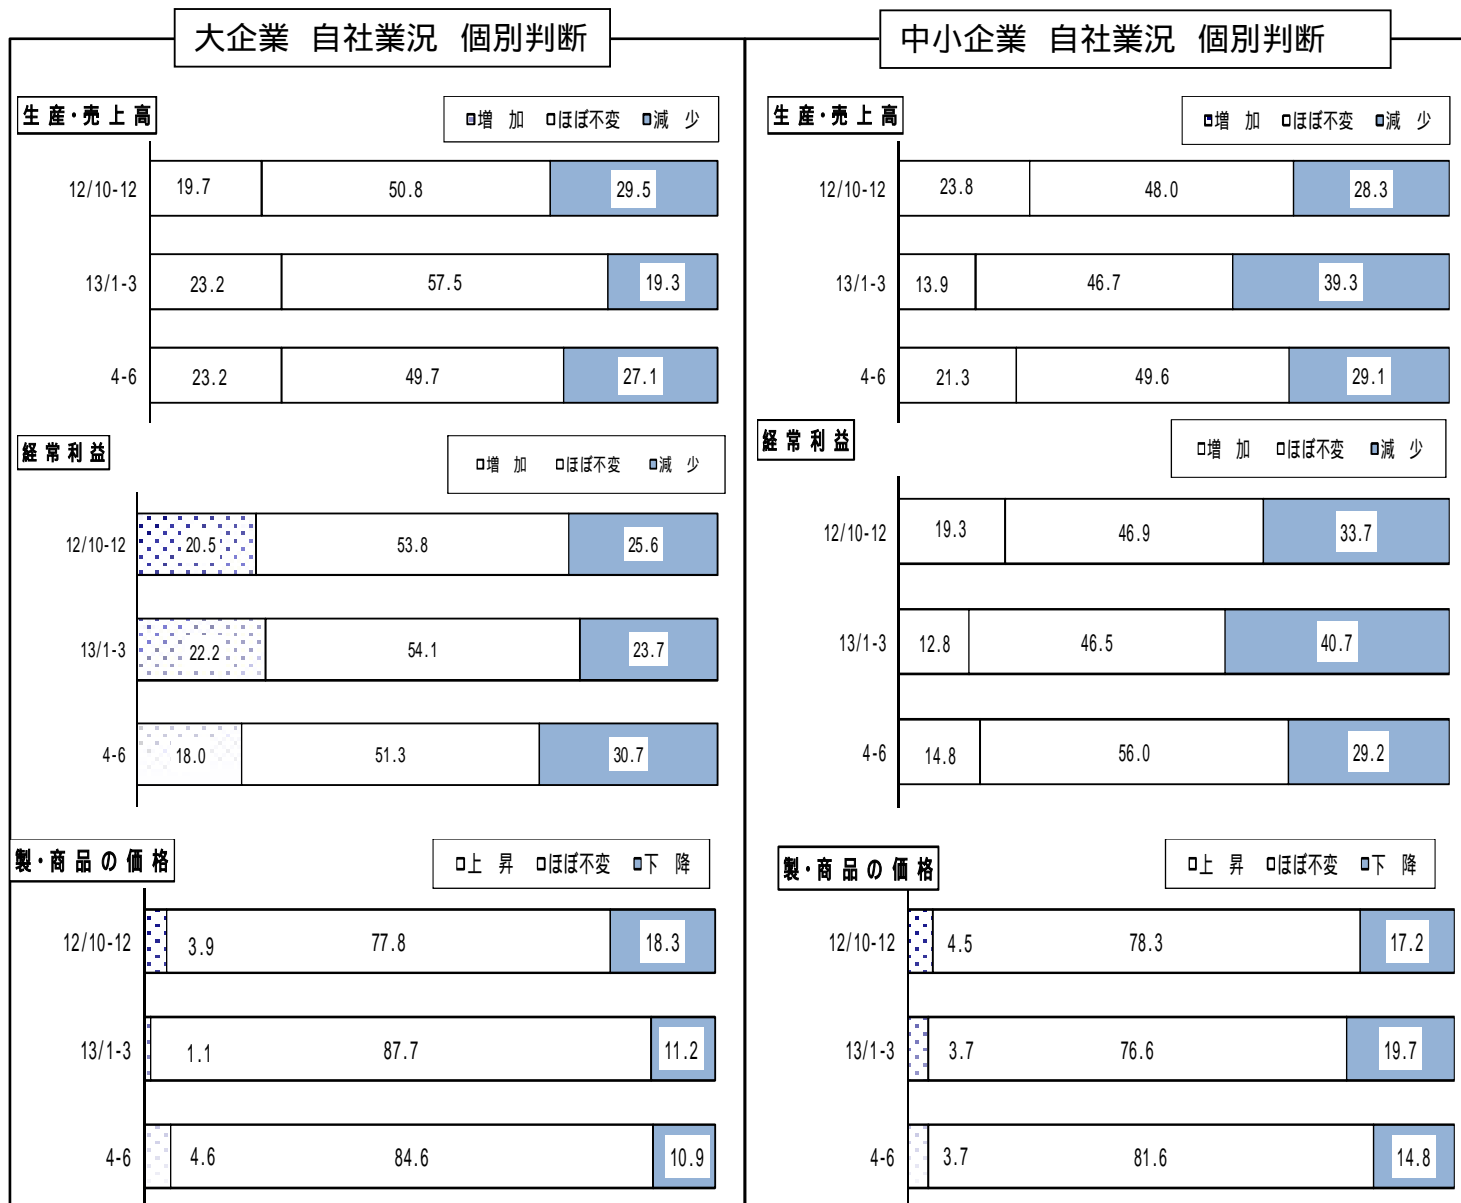 大企業 自社業況 個別判断
生産・売上高
増 加 ほぼ不変 減 少
12/10-12 19.7 50.8 29.5
13/1-3 23.2 57.5 19.3
4-6 23.2 49.7 27.1
経常利益
増 加 ほぼ不変 減 少
12/10-12 20.5 53.8 25.6
13/1-3 22.2 54.1 23.7
4-6 18.0 51.3 30.7
製・商品の価格
上 昇 ほぼ不変 下 降
12/10-12 3.9 77.8 18.3
13/1-3 1.1 87.7 11.2
4-6 4.6 84.6 10.9
中小企業 自社業況 個別判断
生産・売上高
増 加 ほぼ不変 減 少
12/10-12 23.8 48.0 28.3
13/1-3 13.9 46.7 39.3
4-6 21.3 49.6 29.1
経常利益
増 加 ほぼ不変 減 少
12/10-12 19.3 46.9 33.7
13/1-3 12.8 46.5 40.7
4-6 14.8 56.0 29.2
製・商品の価格
上 昇 ほぼ不変 下 降
12/10-12 4.5 78.3 17.2
13/1-3 3.7 76.6 19.7
4-6 3.7 81.6 14.8